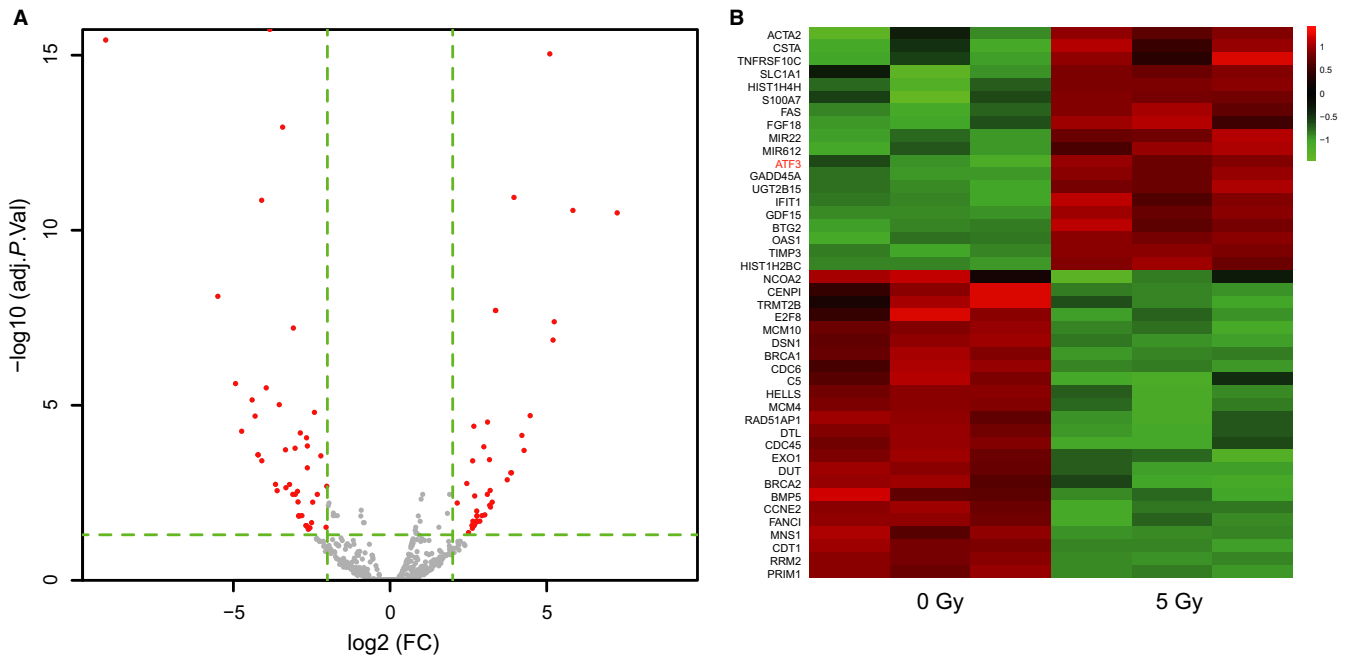 A
−log10 (adj.P.Val)
15
10
5
0
−5
0
5
log2 (FC)
B
ACTA2
CSTA
TNFRSF10C
SLC1A1
HIST1H4H
S100A7
FAS
FGF18
MIR22
MIR612
ATF3
GADD45A
UGT2B15
IFIT1
GDF15
BTG2
OAS1
TIMP3
HIST1H2BC
NCOA2
CENPI
TRMT2B
E2F8
MCM10
DSN1
BRCA1
CDC6
C5
HELLS
MCM4
RAD51AP1
DTL
CDC45
EXO1
DUT
BRCA2
BMP5
CCNE2
FANCI
MNS1
CDT1
RRM2
PRIM1
0 Gy
5 Gy
1
0.5
0
−0.5
−1